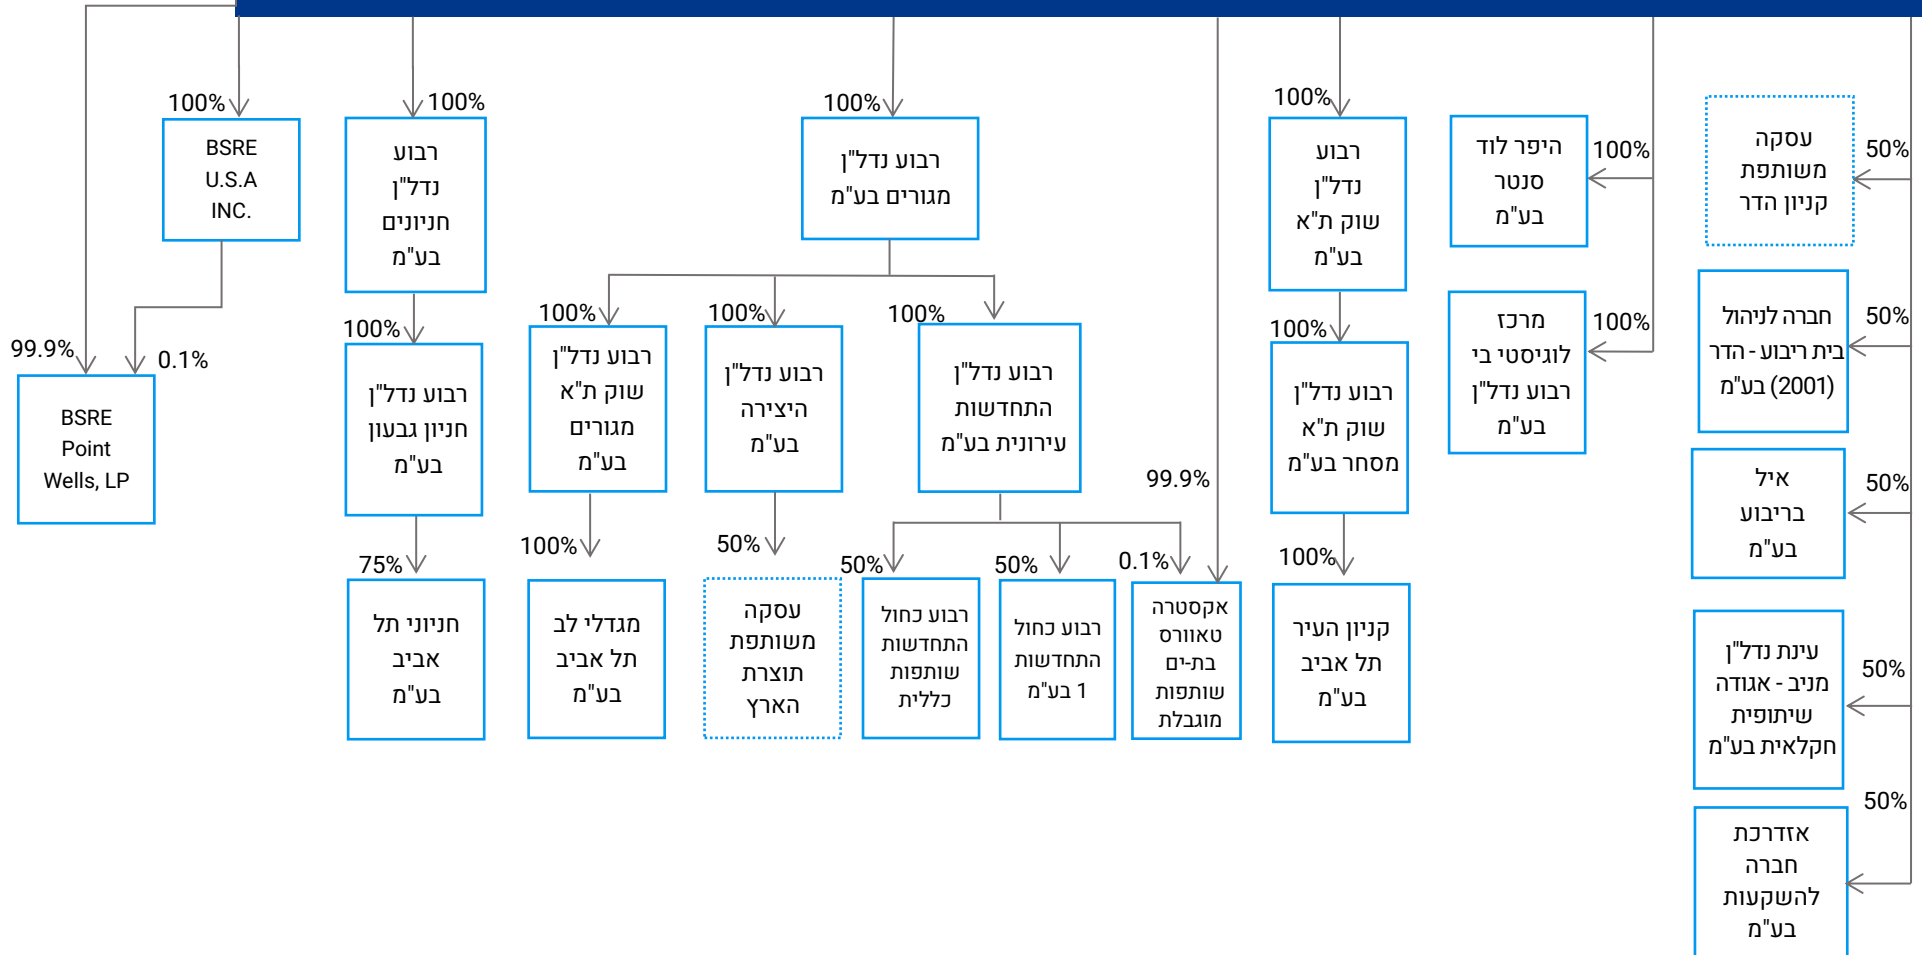 100%
BSRE
U.S.A
INC.
99.9%
0.1%
BSRE
Point
Wells, LP
100%
רבוע
נדל"ן
חניונים
בע"מ
100%
רבוע נדל"ן
חניון גבעון
בע"מ
75%
חניוני תל
אביב
בע"מ
100%
רבוע נדל"ן
מגורים בע"מ
100%
רבוע נדל"ן
שוק ת"א
מגורים
בע"מ
100%
מגדלי לב
תל אביב
בע"מ
100%
רבוע נדל"ן
היצירה
בע"מ
50%
עסקה
משותפת
תוצרת
הארץ
100%
רבוע נדל"ן
התחדשות
עירונית בע"מ
50%
רבוע כחול
התחדשות
שותפות
כללית
50%
רבוע כחול
התחדשות
1 בע"מ
0.1%
99.9%
אקסטרה
טאוורס
בת-ים
שותפות
מוגבלת
100%
רבוע
נדל"ן
שוק ת"א
בע"מ
100%
רבוע נדל"ן
שוק ת"א
מסחר בע"מ
100%
קניון העיר
תל אביב
בע"מ
היפר לוד
סנטר
בע"מ
100%
מרכז
לוגיסטי בי
רבוע נדל"ן
בע"מ
100%
עסקה
משותפת
קניון הדר
50%
חברה לניהול
בית ריבוע - הדר
(2001) בע"מ
50%
איל
בריבוע
בע"מ
50%
עינת נדל"ן
מניב - אגודה
שיתופית
חקלאית בע"מ
50%
אזדרכת
חברה
להשקעות
בע"מ
50%